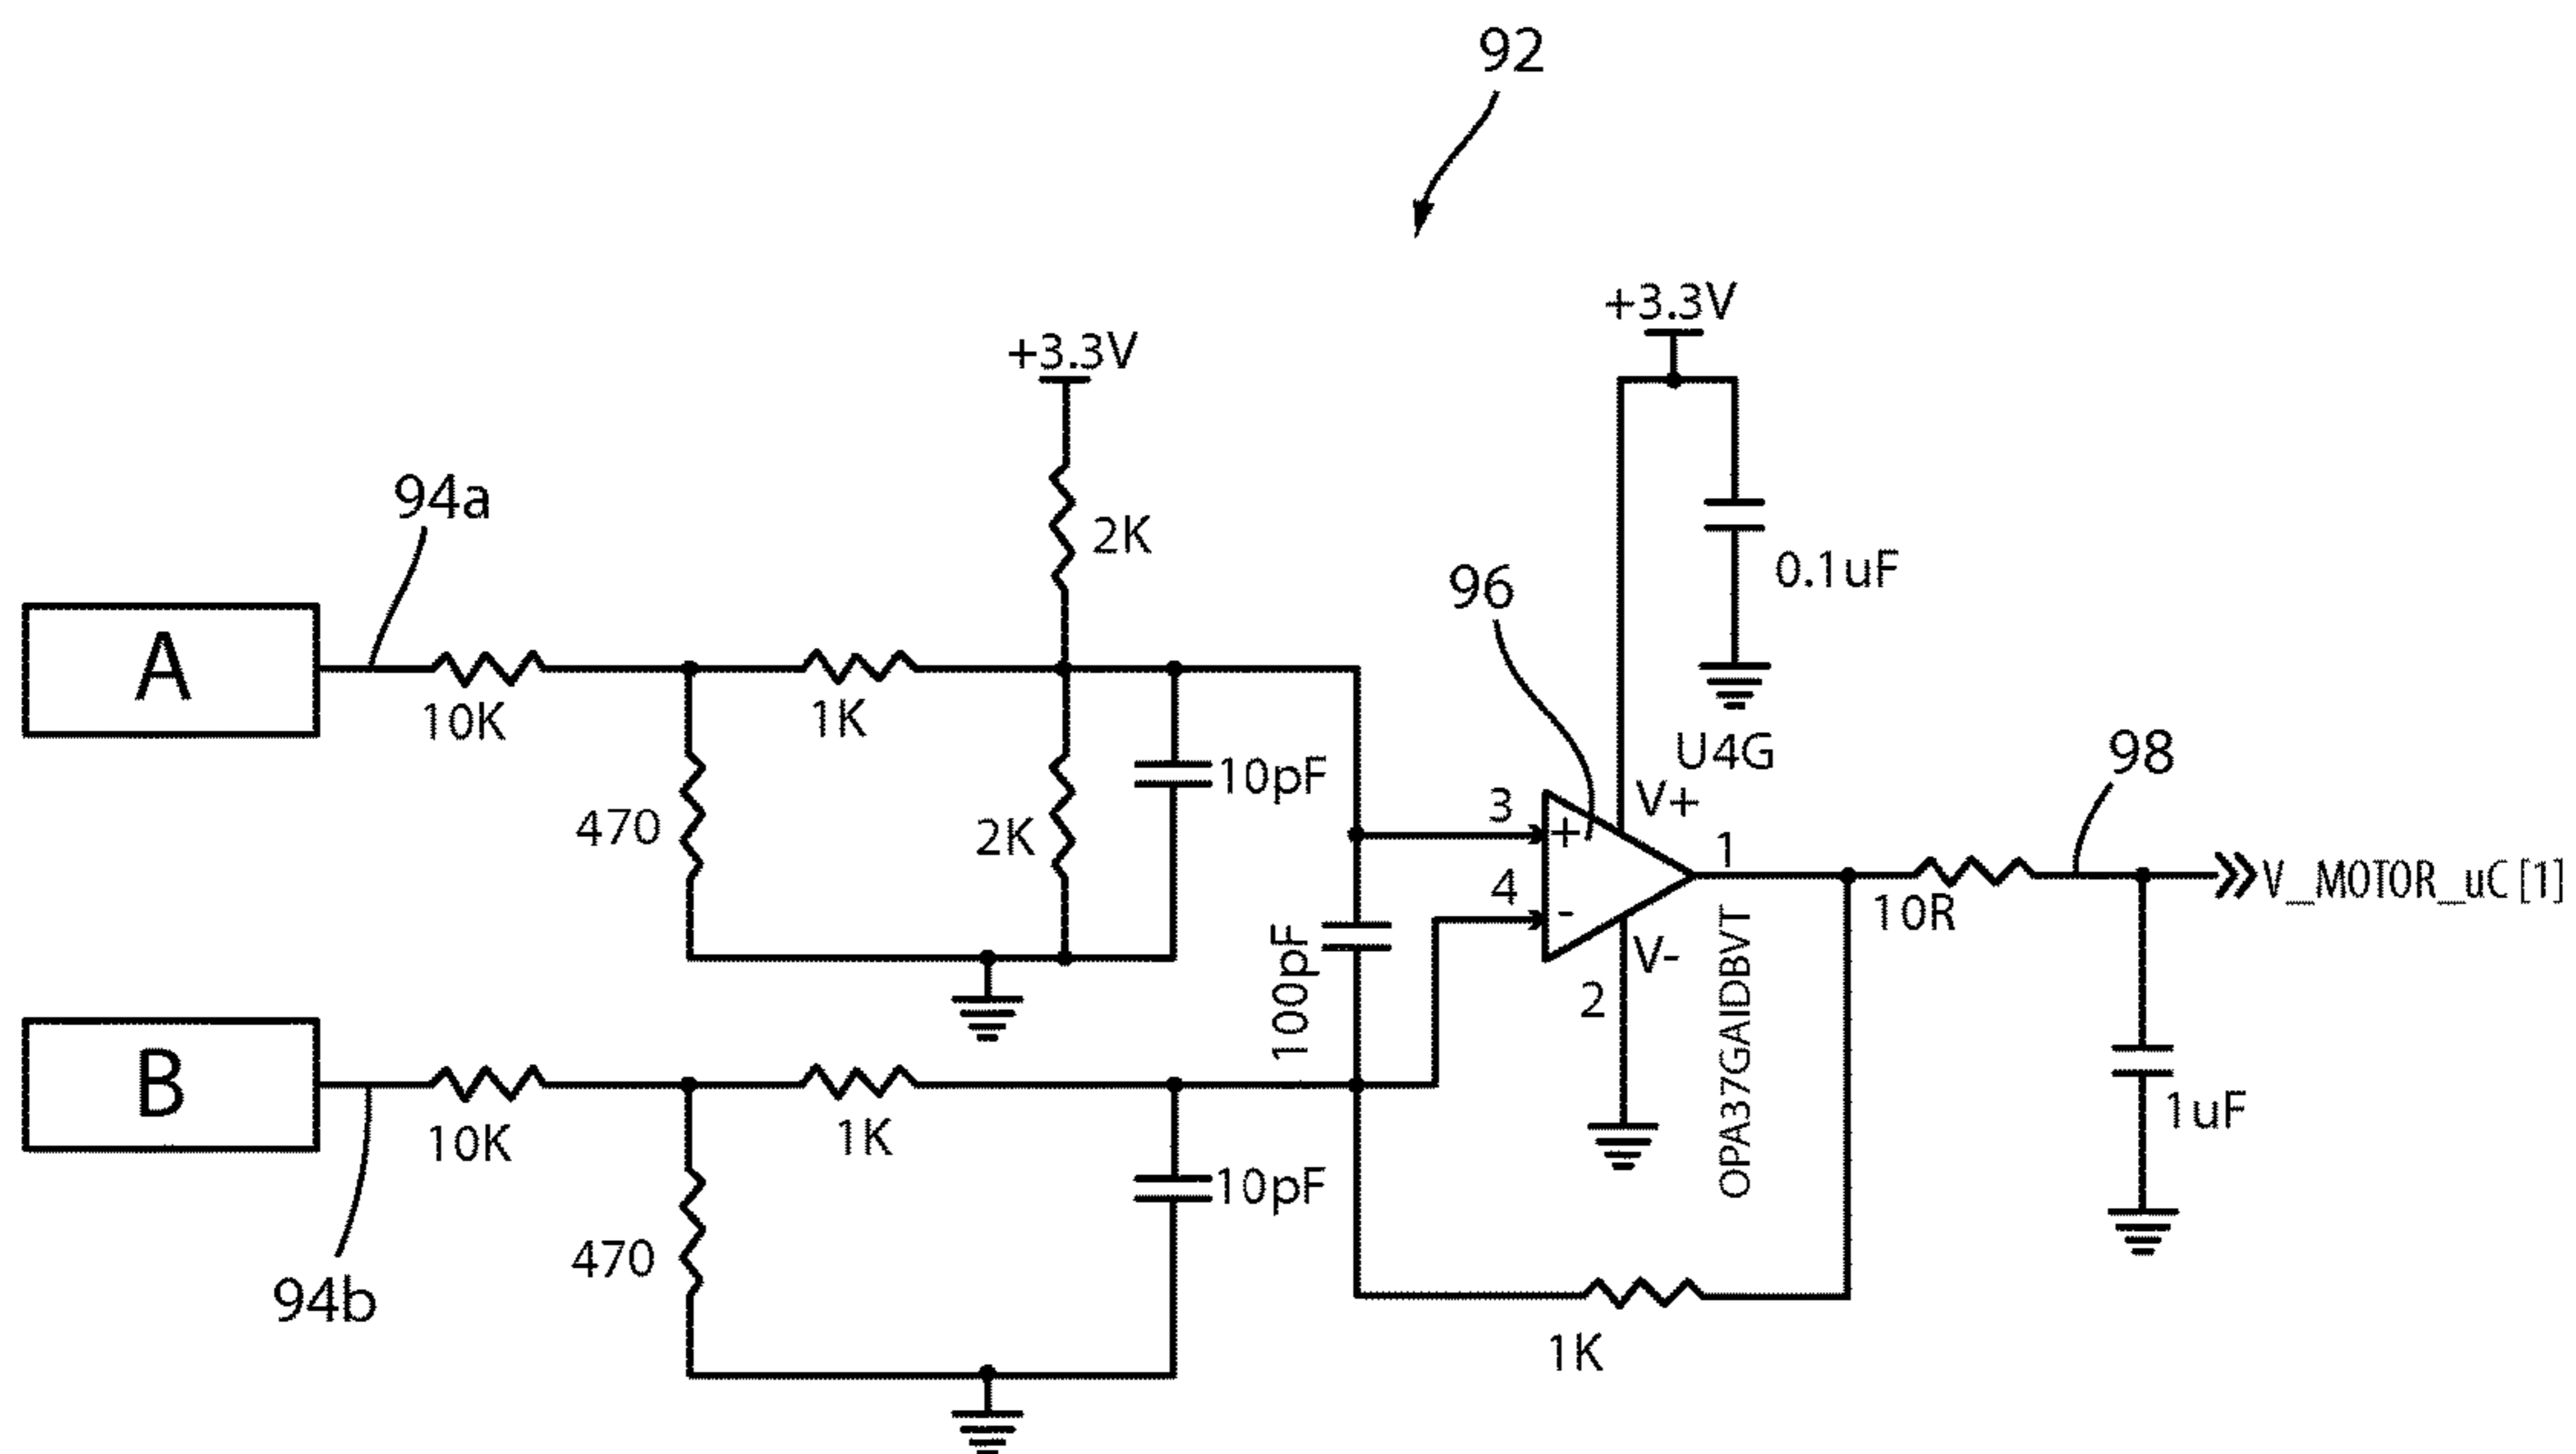 92
+3.3V
+3.3V
94a
2K
96
0.1uF
A
10K
1K
U4G
98
10pF
V+
3
+
470
2K
1
4
-
10R
V_MOTOR_uC [1]
V-
2
100pF
OPA37GAIDBVT
B
10K
1K
10pF
1uF
470
94b
1K